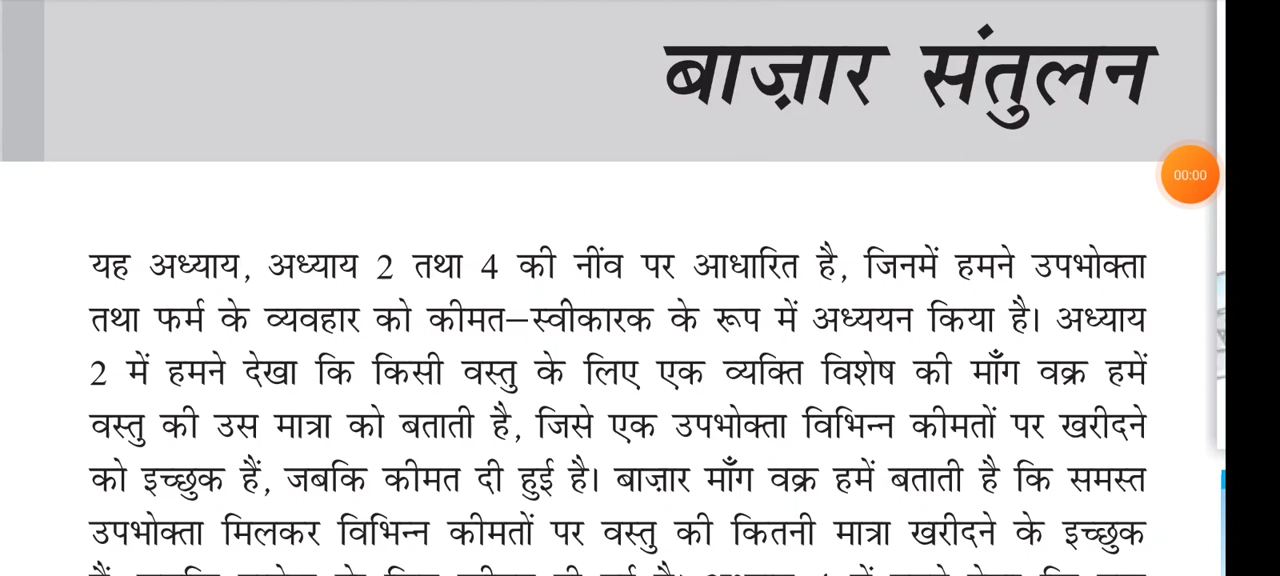 बाज़ार संतुलन
00:00
यह अध्याय, अध्याय 2 तथा 4 की नींव पर आधारित है, जिनमें हमने उपभोक्ता
तथा फर्म के व्यवहार को कीमत–स्वीकारक के रूप में अध्ययन किया है। अध्याय
2 में हमने देखा कि किसी वस्तु के लिए एक व्यक्ति विशेष की माँग वक्र हमें
वस्तु की उस मात्रा को बताती है, जिसे एक उपभोक्ता विभिन्न कीमतों पर खरीदने
को इच्छुक हैं, जबकि कीमत दी हुई है। बाज़ार माँग वक्र हमें बताती है कि समस्त
उपभोक्ता मिलकर विभिन्न कीमतों पर वस्तु की कितनी मात्रा खरीदने के इच्छुक